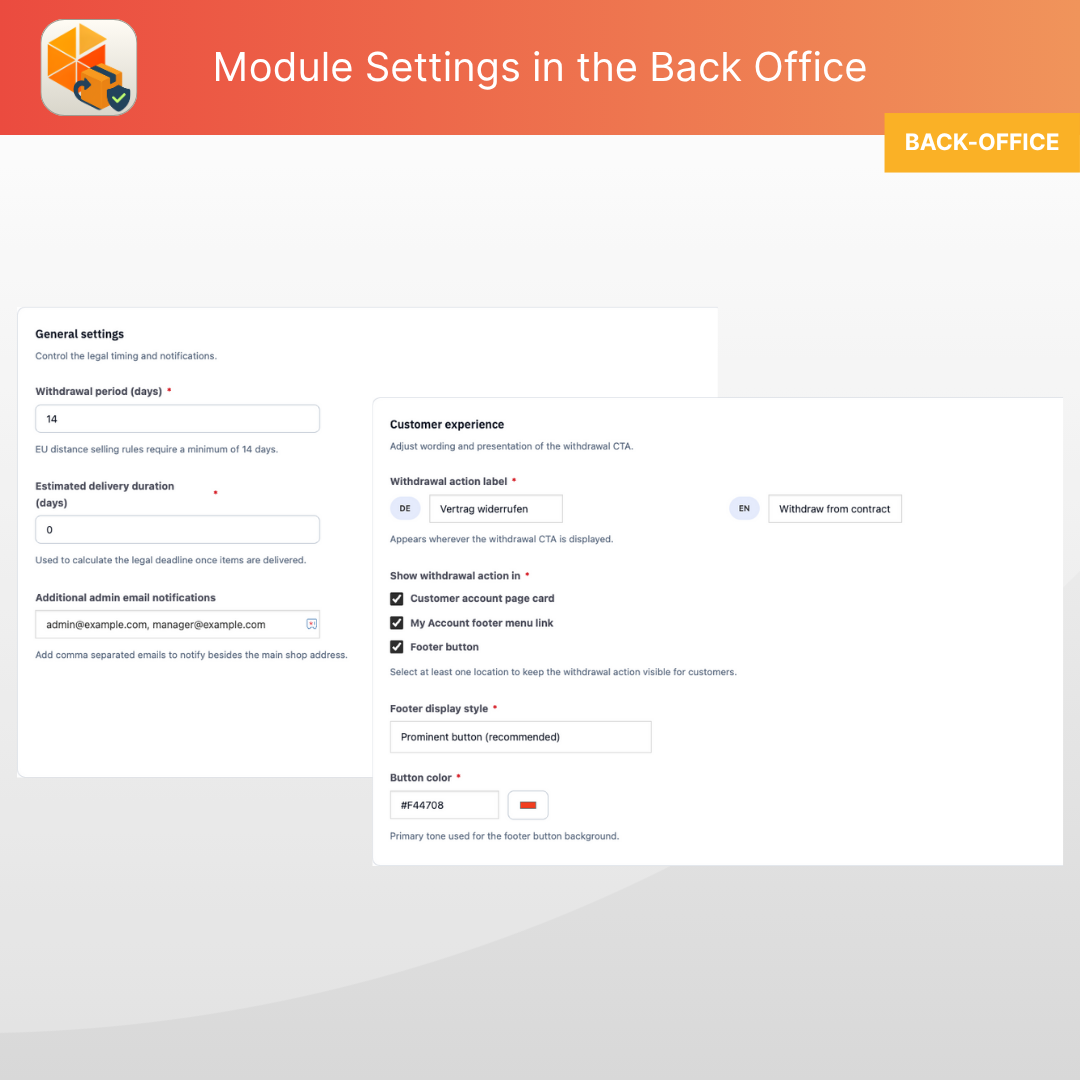 Module Settings in the Back Office
BACK-OFFICE
General settings
Control the legal timing and notifications.
Withdrawal period (days) *
14
EU distance selling rules require a minimum of 14 days.
Estimated delivery duration
(days) *
0
Used to calculate the legal deadline once items are delivered.
Additional admin email notifications
admin@example.com, manager@example.com
Add comma separated emails to notify besides the main shop address.
Customer experience
Adjust wording and presentation of the withdrawal CTA.
Withdrawal action label *
DE Vertrag widerrufen EN Withdraw from contract
Appears wherever the withdrawal CTA is displayed.
Show withdrawal action in *
Customer account page card
My Account footer menu link
Footer button
Select at least one location to keep the withdrawal action visible for customers.
Footer display style *
Prominent button (recommended)
Button color *
#F44708
Primary tone used for the footer button background.